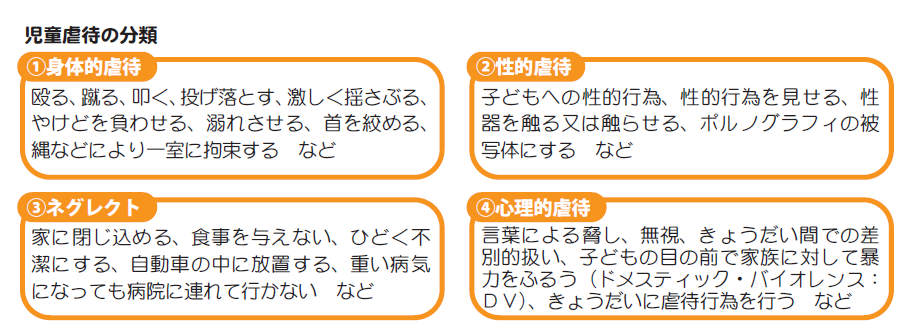 児童虐待の分類
①身体的虐待
殴る、蹴る、叩く、投げ落とす、激しく揺さぶる、
やけどを負わせる、溺れさせる、首を絞める、
縄などにより一室に拘束する　など
②性的虐待
子どもへの性的行為、性的行為を見せる、性
器を触る又は触らせる、ポルノグラフィの被
写体にする　など
③ネグレクト
家に閉じ込める、食事を与えない、ひどく不
潔にする、自動車の中に放置する、重い病気
になっても病院に連れて行かない　など
④心理的虐待
言葉による脅し、無視、きょうだい間での差
別的扱い、子どもの目の前で家族に対して暴
力をふるう（ドメスティック・バイオレンス：
ＤＶ）、きょうだいに虐待行為を行う　など